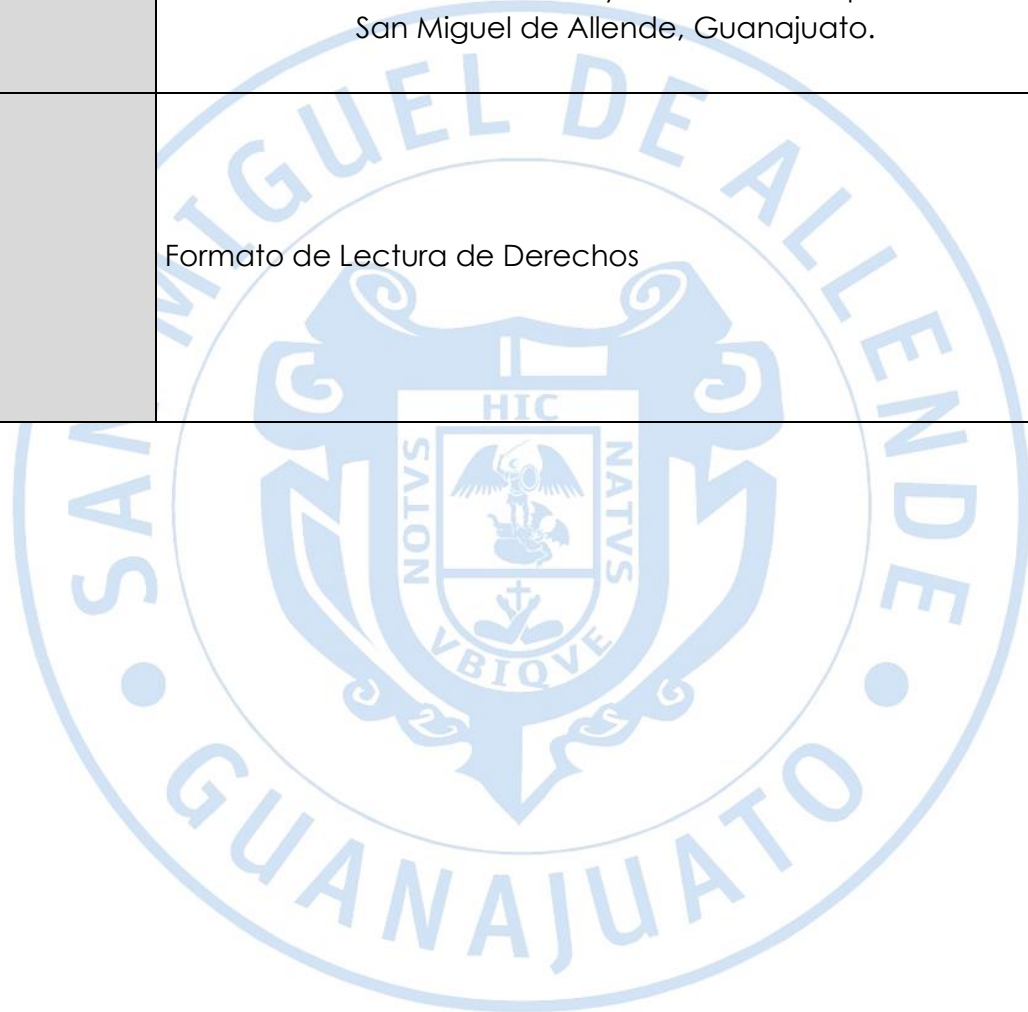 San Miguel de Allende, Guanajuato.
Formato de Lectura de Derechos
SAN MIGUEL DE ALLENDE
HIC
NOTVS
NATVS
VBIQVE
GUANAJUATO